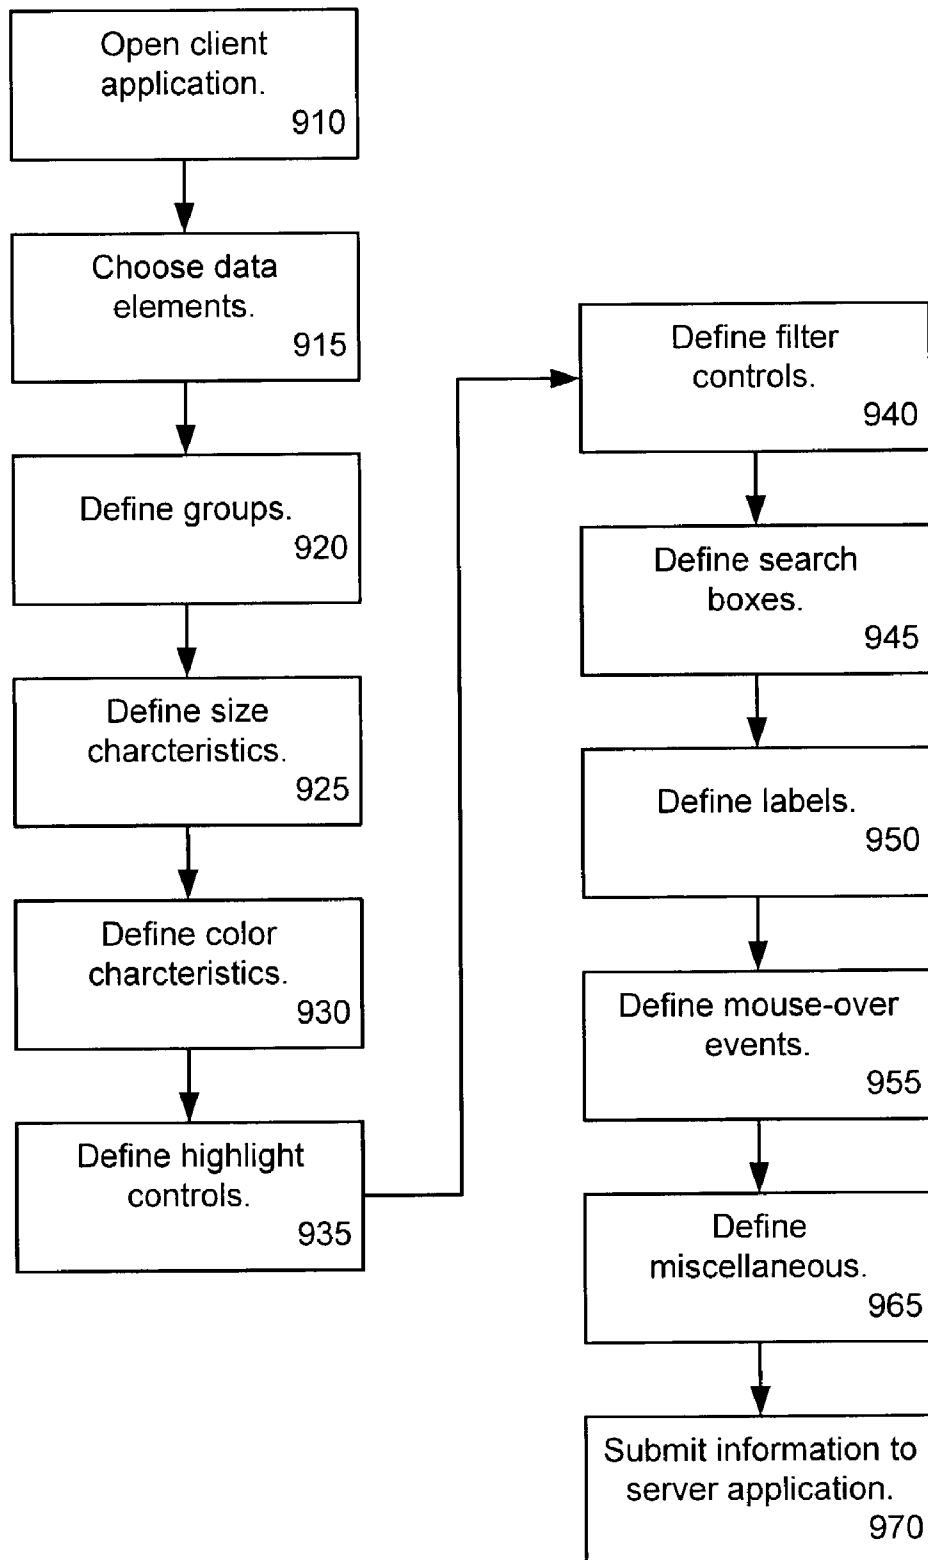 Open client
application.
910
Choose data
elements.
915
Define groups.
920
Define size
charcteristics.
925
Define color
charcteristics.
930
Define highlight
controls.
935
Define filter
controls.
940
Define search
boxes.
945
Define labels.
950
Define mouse-over
events.
955
Define
miscellaneous.
965
Submit information to
server application.
970